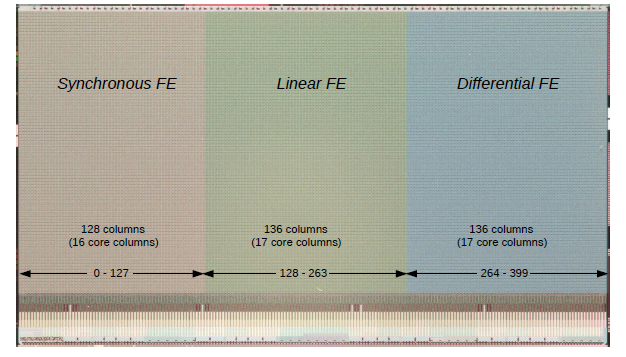 Synchronous FE
Linear FE
Differential FE
128 columns
(16 core columns)
136 columns
(17 core columns)
136 columns
(17 core columns)
0 - 127
128 - 263
264 - 399